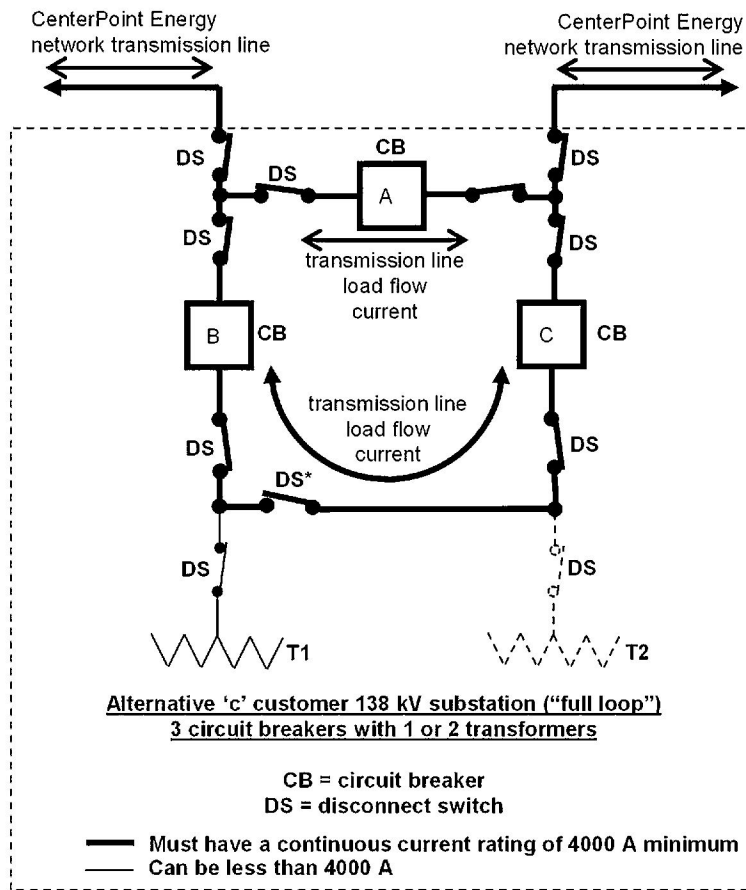 CenterPoint Energy
network transmission line
CenterPoint Energy
network transmission line
DS
DS
CB
DS
A
DS
DS
transmission line
load flow
current
B
CB
C
CB
transmission line
load flow
current
DS
DS
DS*
DS
DS
T1
T2
Alternative ‘c’ customer 138 kV substation (“full loop”)
3 circuit breakers with 1 or 2 transformers
CB = circuit breaker
DS = disconnect switch
Must have a continuous current rating of 4000 A minimum
Can be less than 4000 A